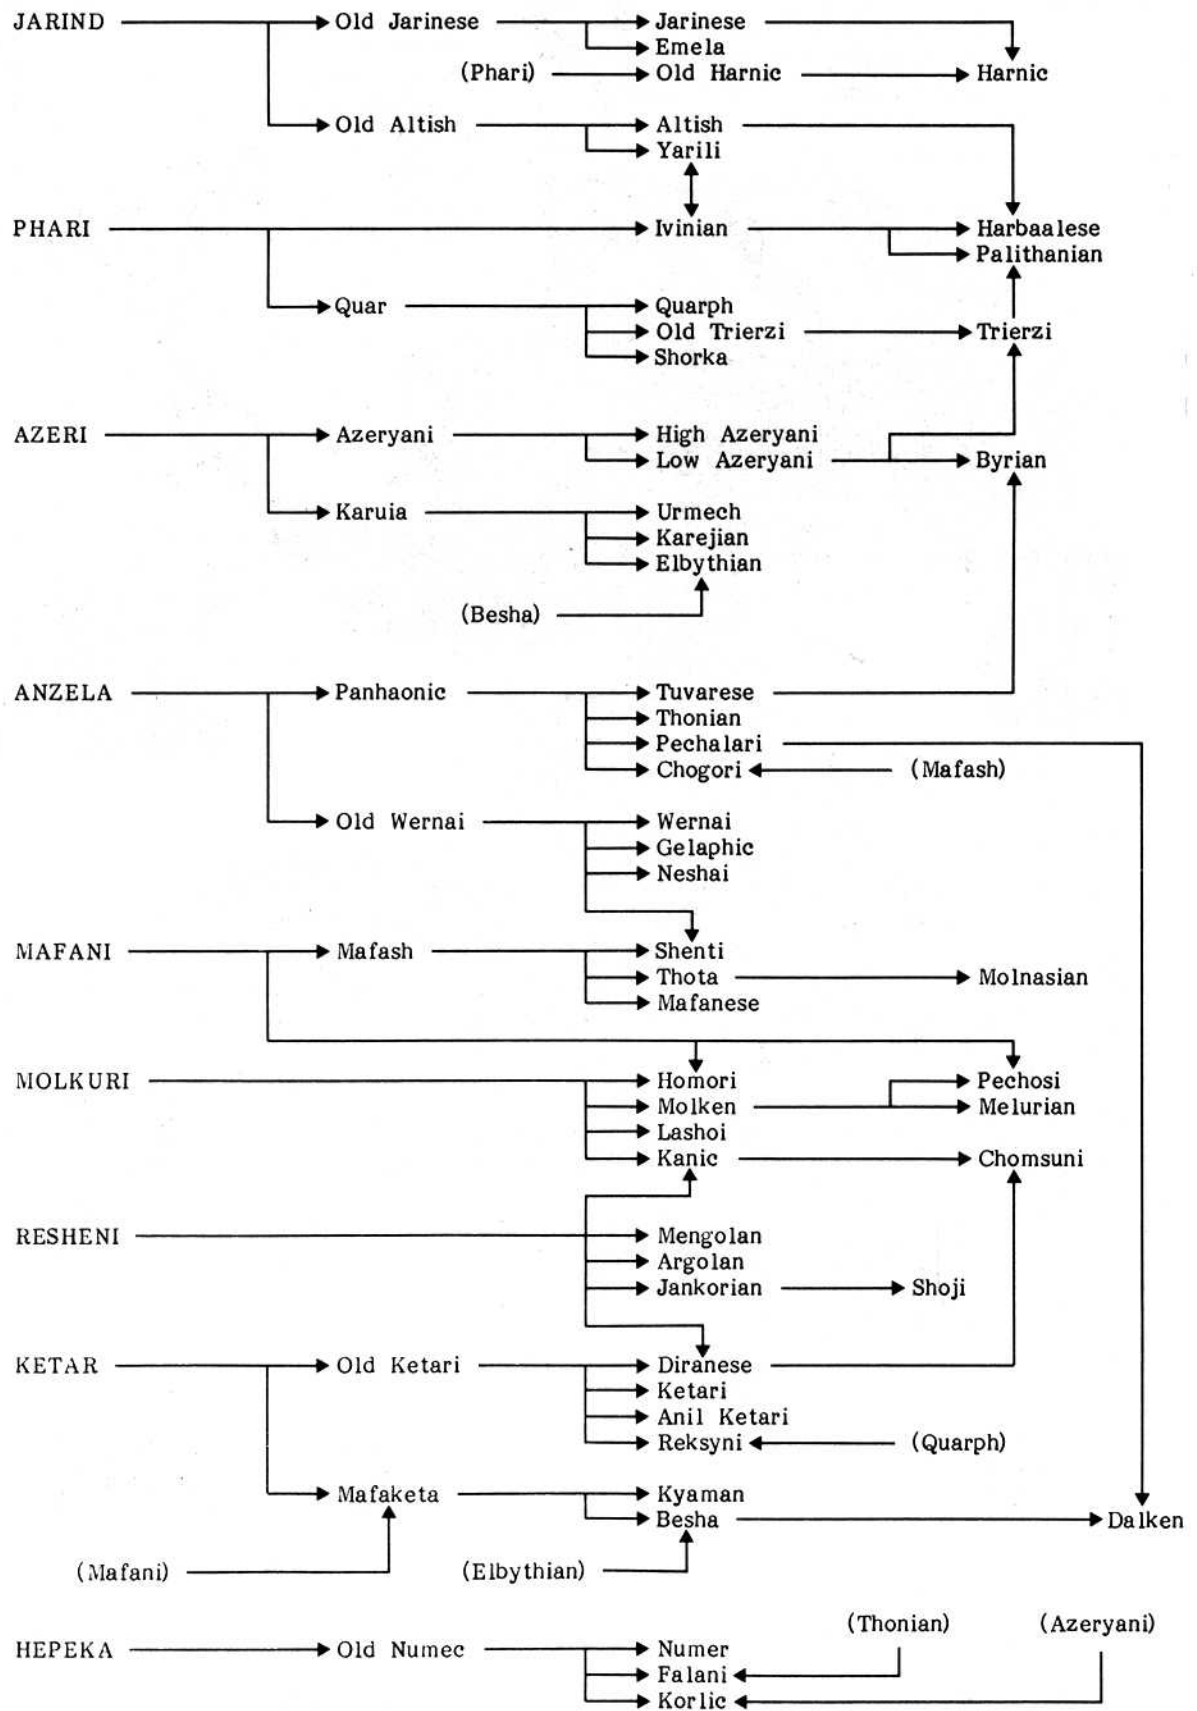 JARIND Old Jarinese Jarinese
Emela
(Phari) Old Harnic Harnic
Old Altish Altish
Yarili
PHARI Ivinian Harbaalese
Palithanian
Quar Quarph
Old Trierzi Trierzi
Shorka
AZERI Azeryani High Azeryani
Low Azeryani Byrian
Karuia Urmech
Karejian
Elbythian
(Besha)
ANZELA Panhaonic Tuvarese
Thonian
Pechalari
Chogori (Mafash)
Old Wernai Wernai
Gelaphic
Neshai
MAFANI Mafash Shenti
Thota Molnasian
Mafanese
MOLKURI Homori Pechosi
Molken Melurian
Lashoi
Kanic Chomsuni
RESHENI Mengolan
Argolan
Jankorian Shoji
KETAR Old Ketari Diranese
Ketari
Anil Ketari
Reksyni (Quarph)
Mafaketa Kyaman
Besha Dalken
(Mafani) (Elbythian)
(Thonian) (Azeryani)
HEPEKA Old Numec Numer
Falani
Korlic